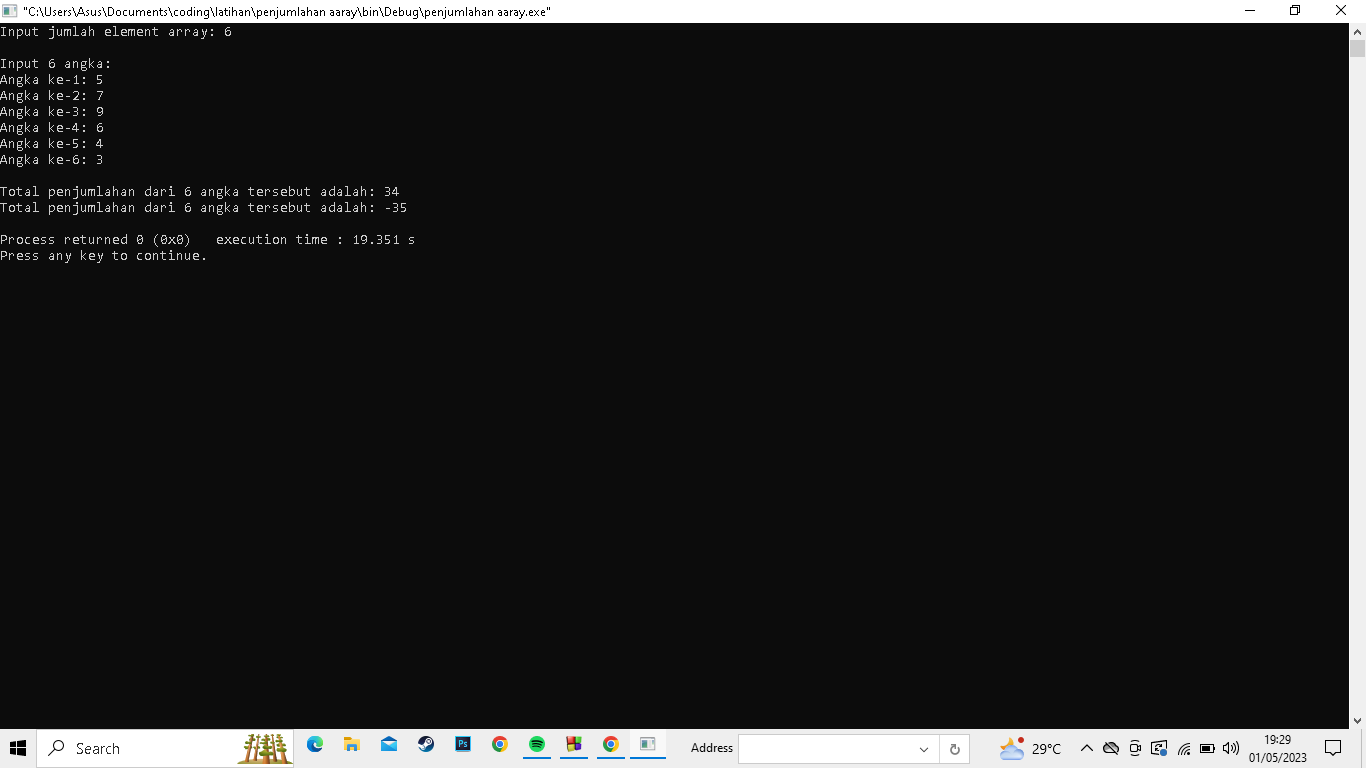 "C:\Users\Asus\Documents\coding\latihan\penjumlahan aaray\bin\Debug\penjumlahan aaray.exe"
Input jumlah element array: 6
Input 6 angka:
Angka ke-1: 5
Angka ke-2: 7
Angka ke-3: 9
Angka ke-4: 6
Angka ke-5: 4
Angka ke-6: 3
Total penjumlahan dari 6 angka tersebut adalah: 34
Total penjumlahan dari 6 angka tersebut adalah: -35
Process returned 0 (0x0)   execution time : 19.351 s
Press any key to continue.
Search
Ps
Address
29°C
19:29
01/05/2023